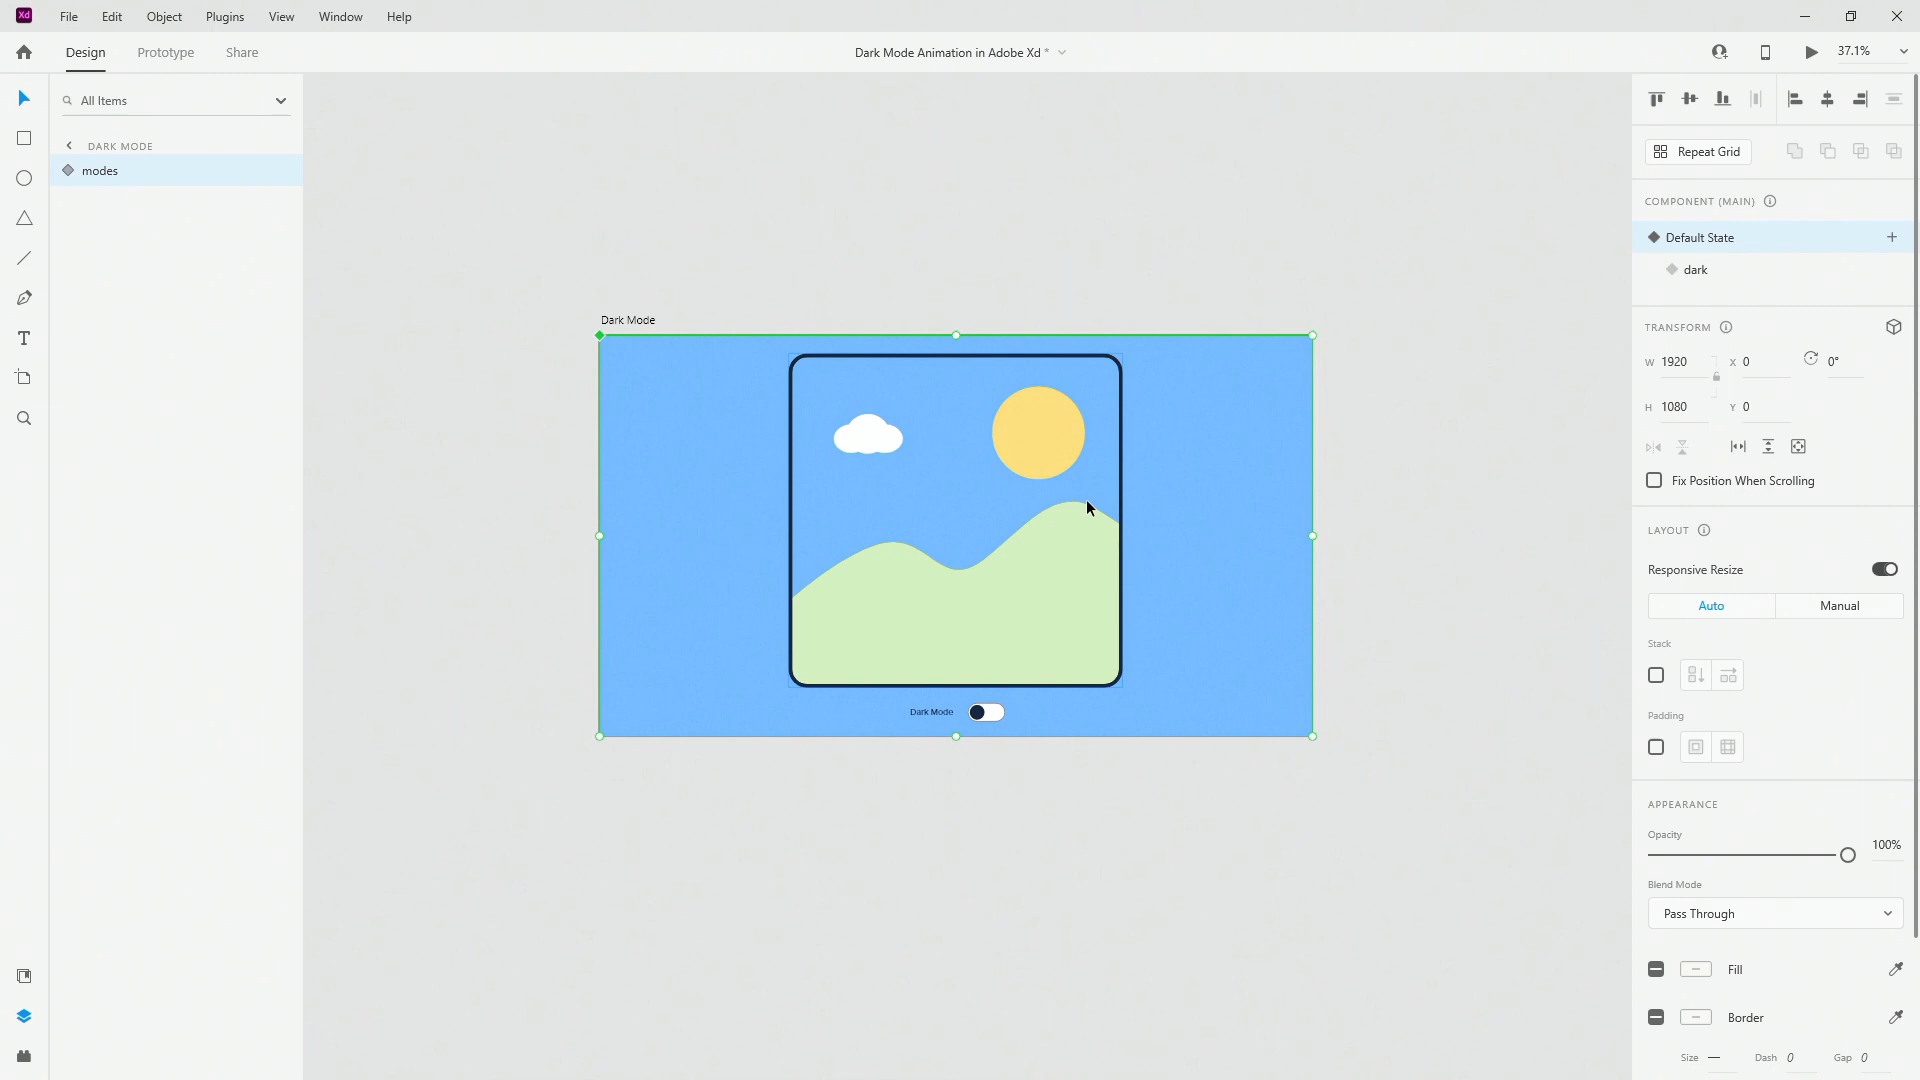 Xd File Edit Object Plugins View Window Help
Design Prototype Share Dark Mode Animation in Adobe Xd * 37.1%
All Items
DARK MODE
modes
Dark Mode
Dark Mode
Repeat Grid
COMPONENT (MAIN)
Default State
dark
TRANSFORM
W 1920 X 0 0°
H 1080 Y 0
Fix Position When Scrolling
LAYOUT
Responsive Resize
Auto Manual
Stack
Padding
APPEARANCE
Opacity
100%
Blend Mode
Pass Through
Fill
Border
Size — Dash 0 Gap 0